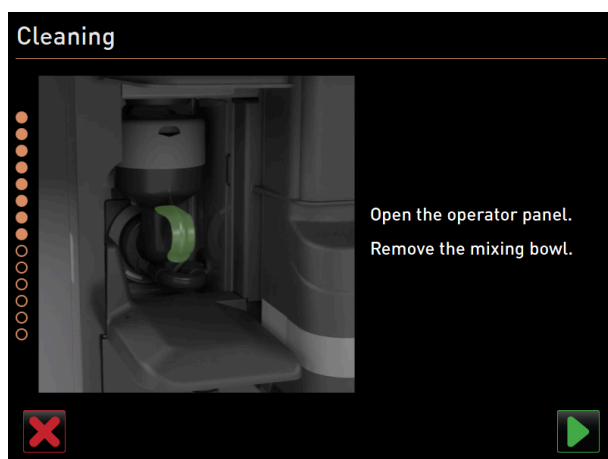 Cleaning
Open the operator panel.
Remove the mixing bowl.